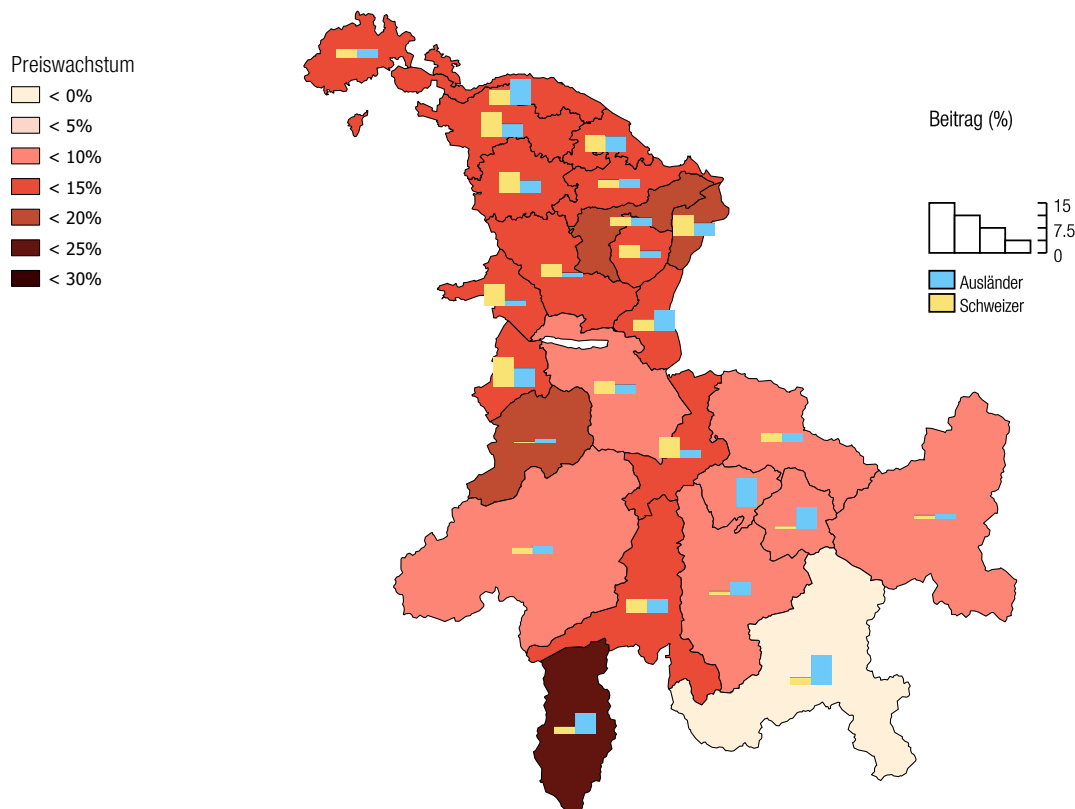 Preiswachstum
< 0%
< 5%
< 10%
< 15%
< 20%
< 25%
< 30%
Beitrag (%)
15
7.5
0
Ausländer
Schweizer